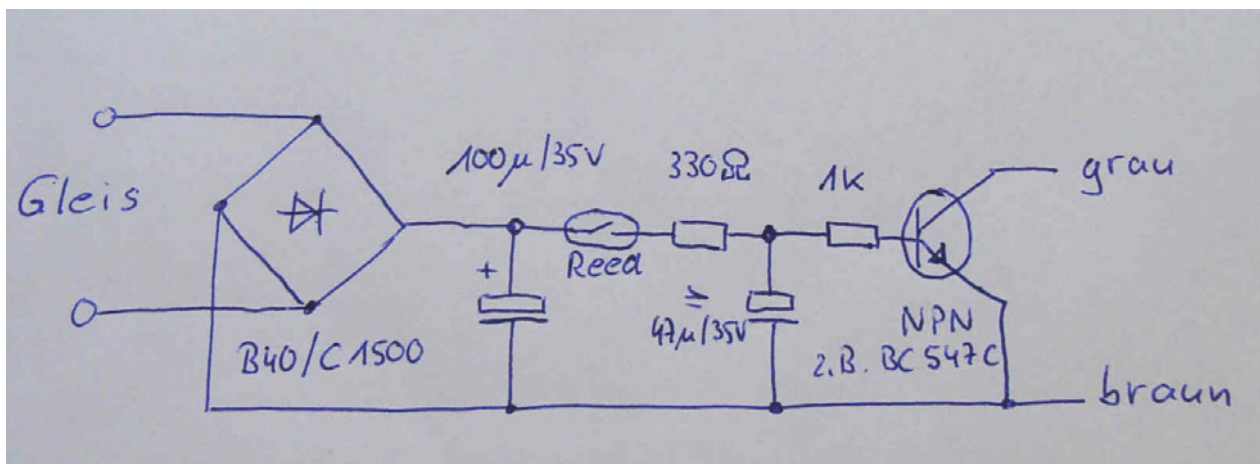 Gleis
B40/C1500
100µ/35V
+
Reed
330Ω
≥
47µ/35V
1K
NPN
z.B. BC547C
grau
braun